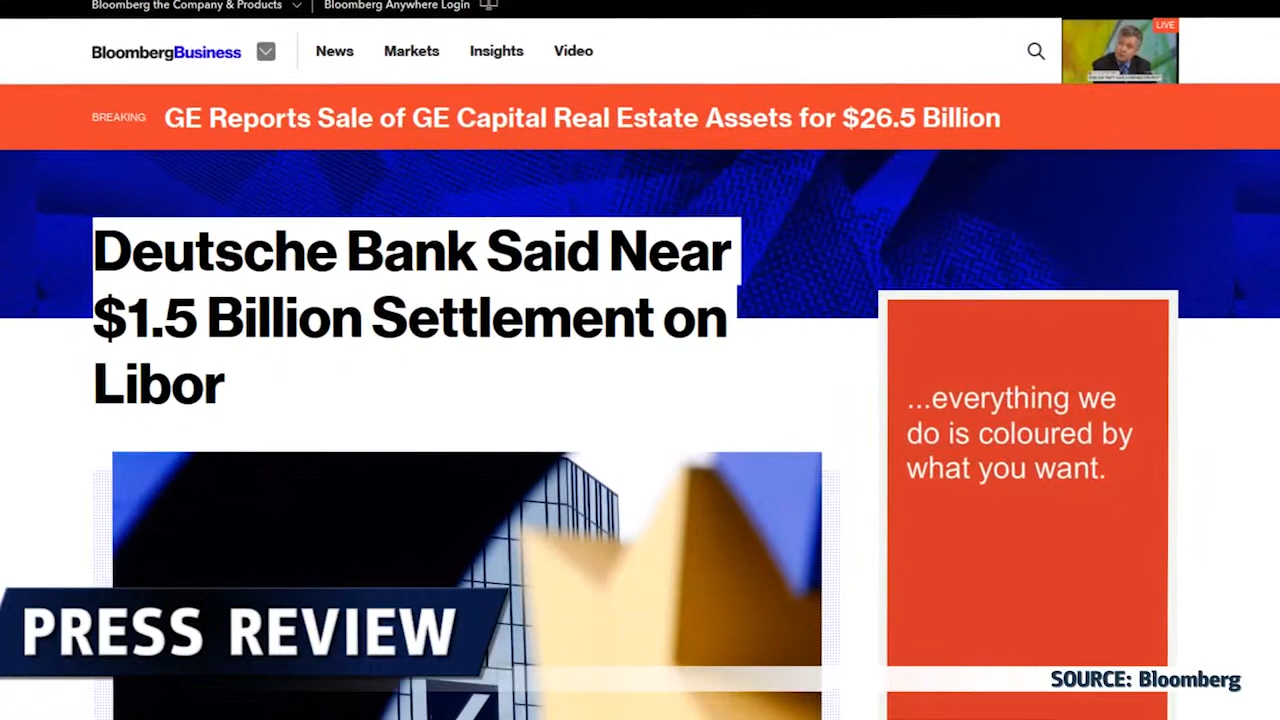 Bloomberg the Company & Products
Bloomberg Anywhere Login
BloombergBusiness
News
Markets
Insights
Video
LIVE
BREAKING
GE Reports Sale of GE Capital Real Estate Assets for $26.5 Billion
Deutsche Bank Said Near
$1.5 Billion Settlement on
Libor
...everything we
do is coloured by
what you want.
PRESS REVIEW
SOURCE: Bloomberg